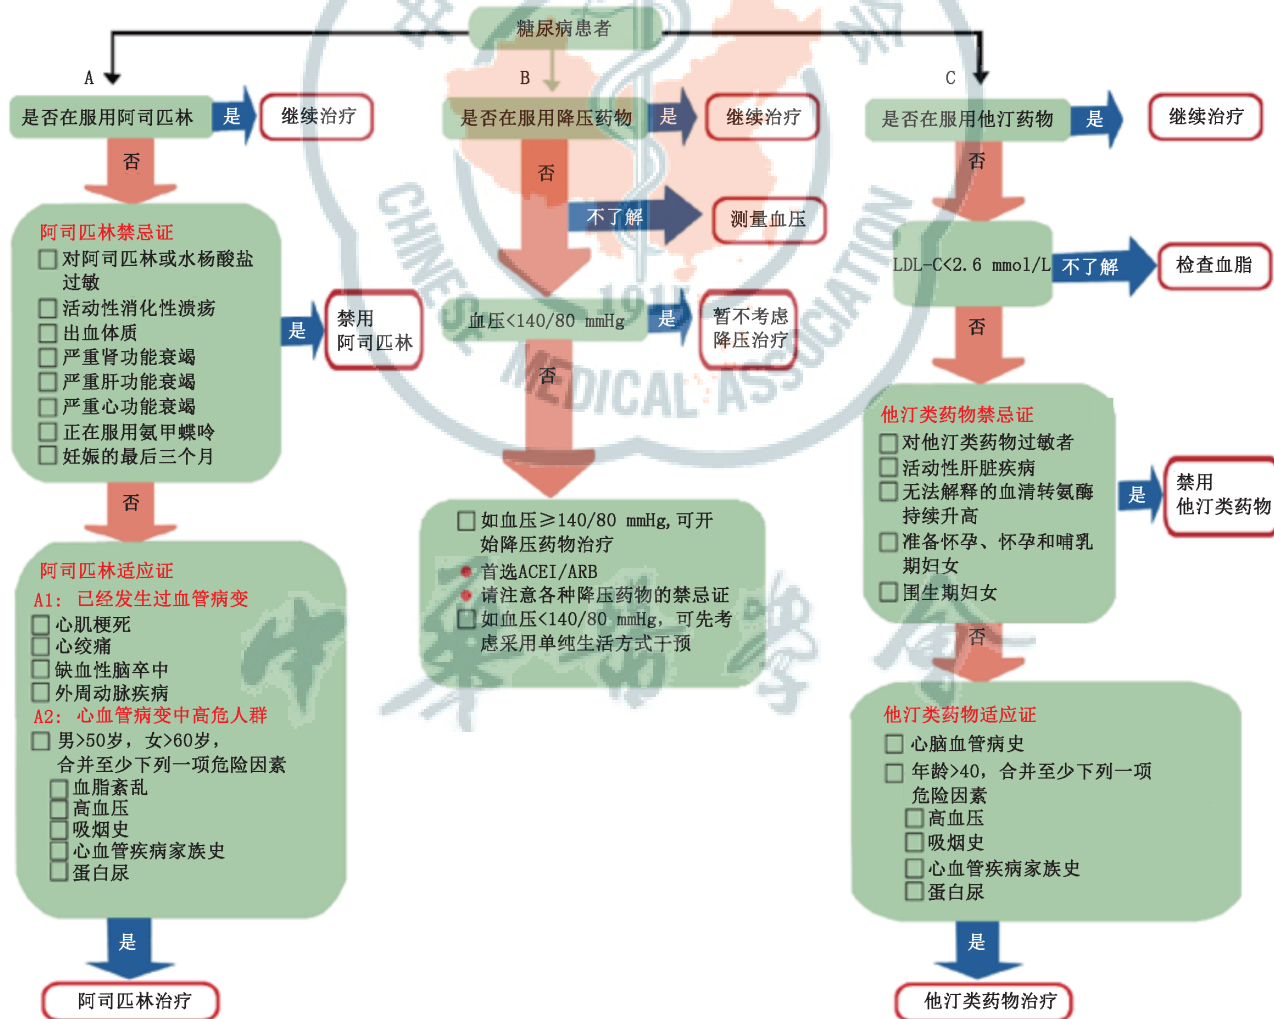 糖尿病患者
A
是否在服用阿司匹林
是
继续治疗
否
阿司匹林禁忌证
对阿司匹林或水杨酸盐
过敏
活动性消化性溃疡
出血体质
严重肾功能衰竭
严重肝功能衰竭
严重心功能衰竭
正在服用氨甲蝶呤
妊娠的最后三个月
是
禁用
阿司匹林
否
阿司匹林适应证
A1: 已经发生过血管病变
心肌梗死
心绞痛
缺血性脑卒中
外周动脉疾病
A2: 心血管病变中高危人群
男>50岁, 女>60岁,
合并至少下列一项危险因素
血脂紊乱
高血压
吸烟史
心血管疾病家族史
蛋白尿
是
阿司匹林治疗
B
是否在服用降压药物
是
继续治疗
否
不了解
测量血压
血压<140/80 mmHg
是
暂不考虑
降压治疗
否
如血压≥140/80 mmHg,可开
始降压药物治疗
首选ACEI/ARB
请注意各种降压药物的禁忌证
如血压<140/80 mmHg, 可先考
虑采用单纯生活方式干预
C
是否在服用他汀药物
是
继续治疗
否
LDL-C<2.6 mmol/L
不了解
检查血脂
否
他汀类药物禁忌证
对他汀类药物过敏者
活动性肝脏疾病
无法解释的血清转氨酶
持续升高
准备怀孕、怀孕和哺乳
期妇女
围生期妇女
是
禁用
他汀类药物
否
他汀类药物适应证
心脑血管病史
年龄>40, 合并至少下列一项
危险因素
高血压
吸烟史
心血管疾病家族史
蛋白尿
是
他汀类药物治疗
中
会
1915
CHINESE MEDICAL ASSOCIATION
中华医学会